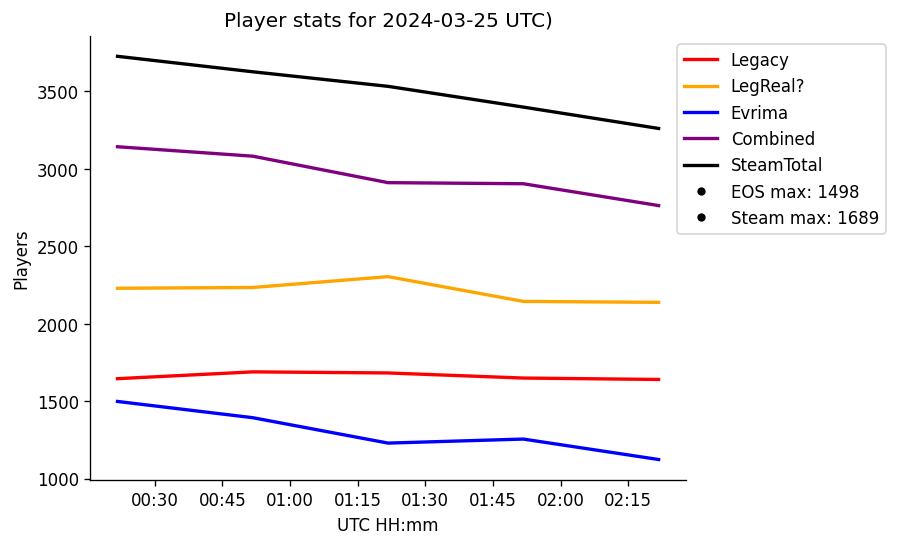 Player stats for 2024-03-25 UTC)
Legacy
LegReal?
Evrima
Combined
SteamTotal
EOS max: 1498
Steam max: 1689
Players
3500
3000
2500
2000
1500
1000
00:30 00:45 01:00 01:15 01:30 01:45 02:00 02:15
UTC HH:mm